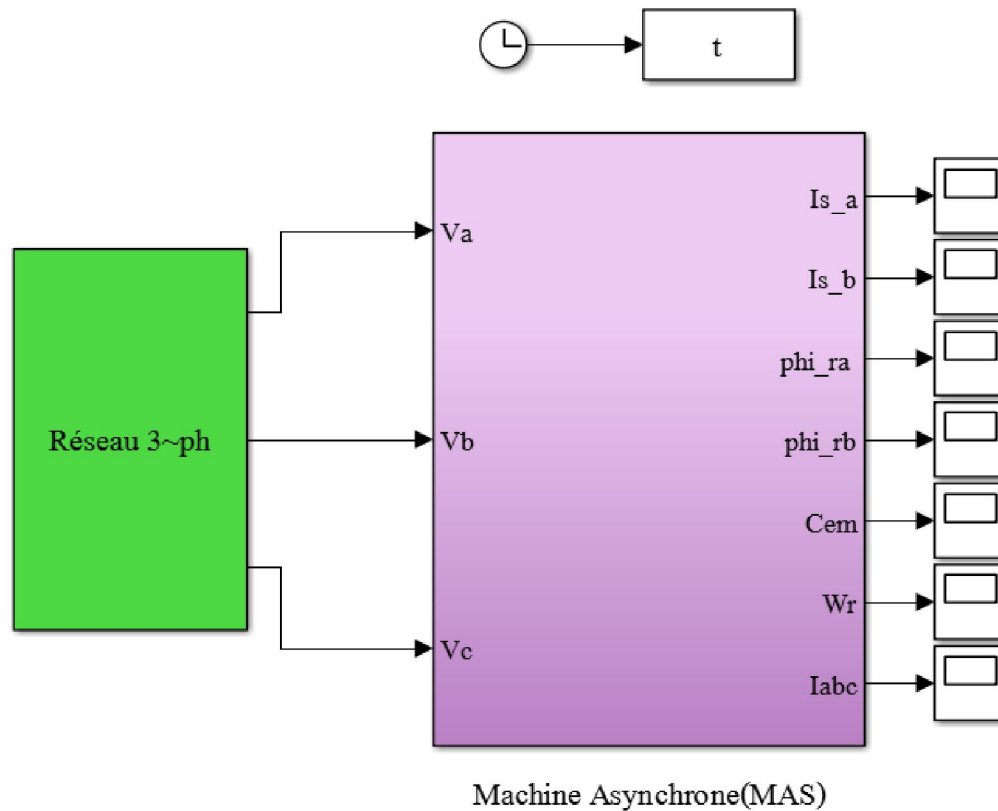 t
Réseau 3~ph
Va
Vb
Vc
Is_a
Is_b
phi_ra
phi_rb
Cem
Wr
Iabc
Machine Asynchrone(MAS)